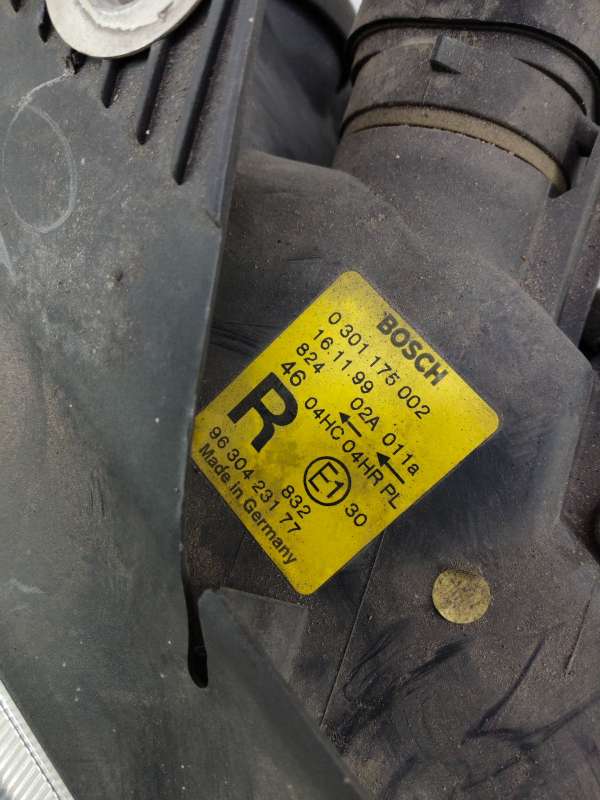 BOSCH
0 301 175 002
16.11 99
824 02A 011a
46 04HC 04HR PL
R
832 E1 30
96 304 231 77
Made in Germany